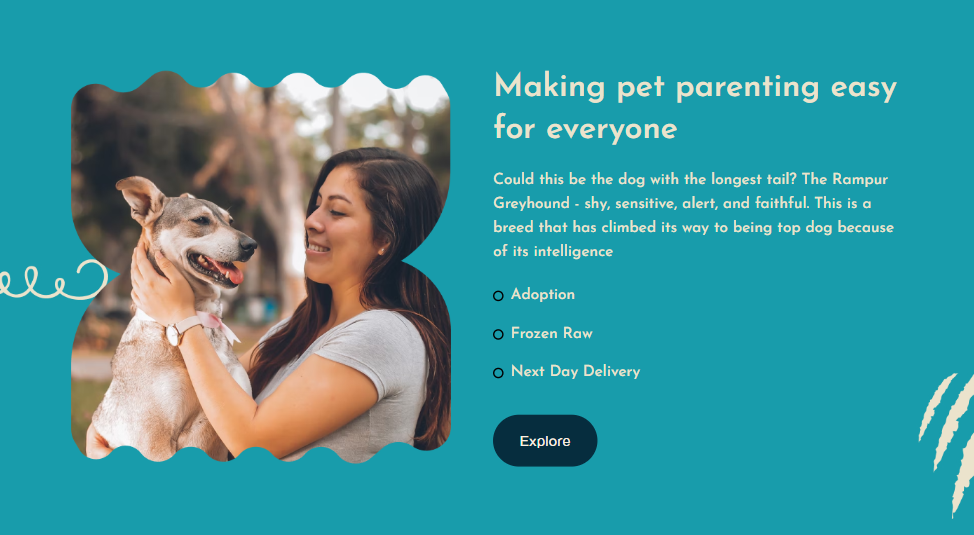 Making pet parenting easy
for everyone
Could this be the dog with the longest tail? The Rampur
Greyhound - shy, sensitive, alert, and faithful. This is a
breed that has climbed its way to being top dog because
of its intelligence
Adoption
Frozen Raw
Next Day Delivery
Explore